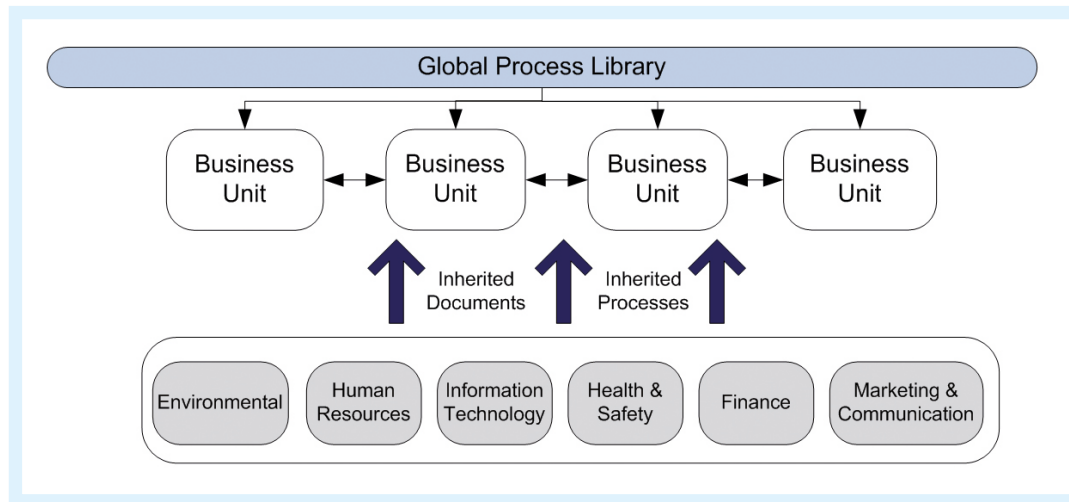 Global Process Library
Business
Unit
Business
Unit
Business
Unit
Business
Unit
Inherited
Documents
Inherited
Processes
Environmental
Human
Resources
Information
Technology
Health &
Safety
Finance
Marketing &
Communication